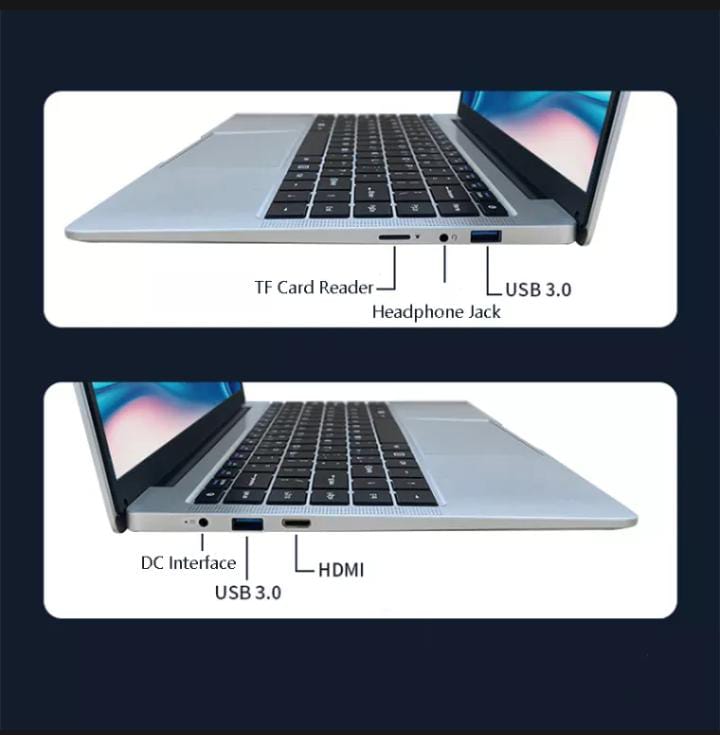 TF Card Reader
USB 3.0
Headphone Jack
DC Interface
HDMI
USB 3.0